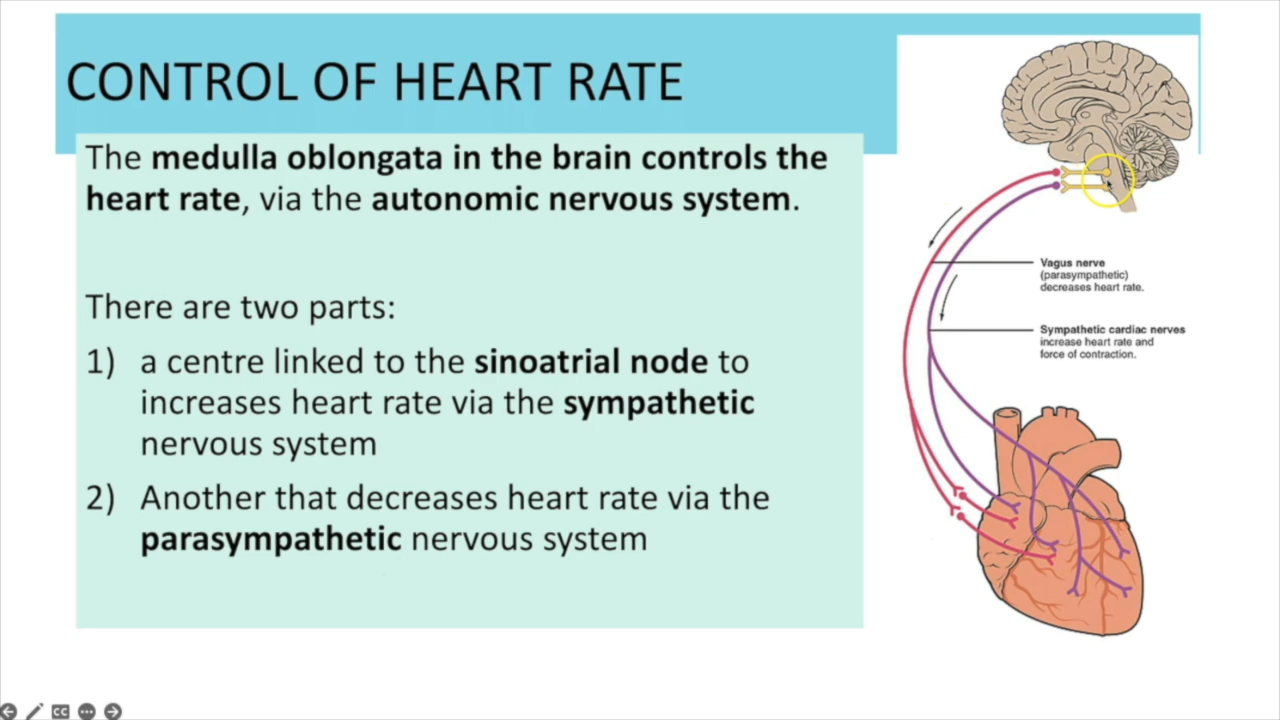 CONTROL OF HEART RATE
The medulla oblongata in the brain controls the
heart rate, via the autonomic nervous system.
There are two parts:
1) a centre linked to the sinoatrial node to
increases heart rate via the sympathetic
nervous system
2) Another that decreases heart rate via the
parasympathetic nervous system
Vagus nerve
(parasympathetic)
decreases heart rate.
Sympathetic cardiac nerves
increase heart rate and
force of contraction.
CC